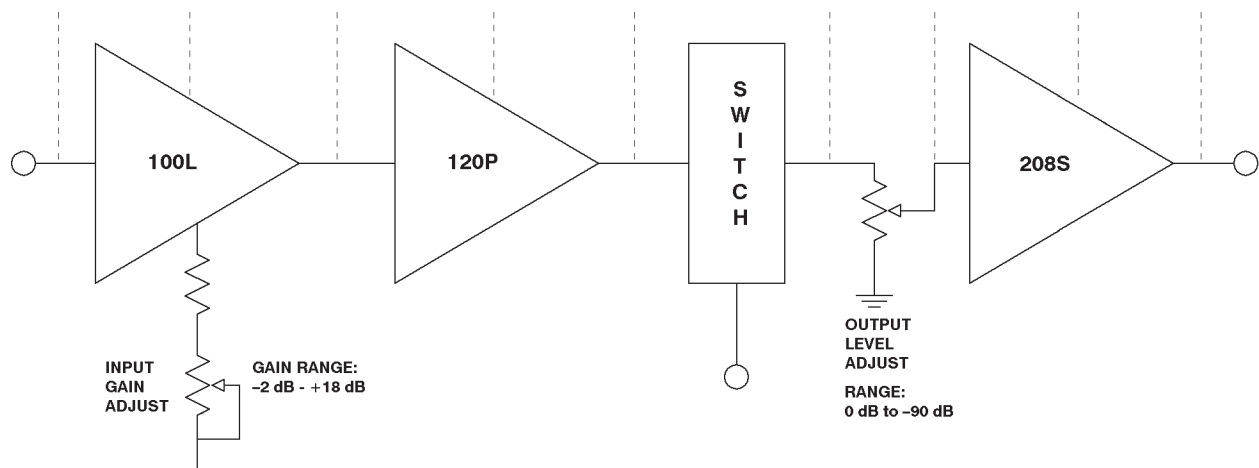 100L
120P
S
W
I
T
C
H
208S
INPUT
GAIN
ADJUST
GAIN RANGE:
–2 dB - +18 dB
OUTPUT
LEVEL
ADJUST
RANGE:
0 dB to –90 dB